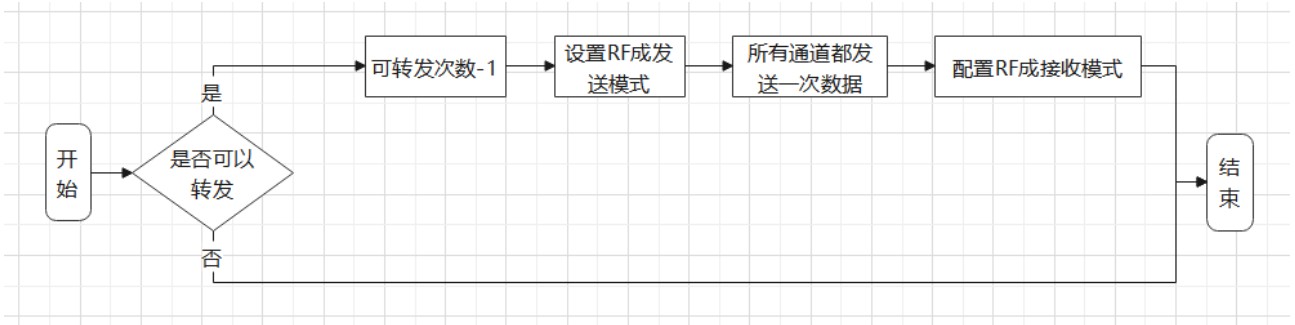 开
始
是否可以
转发
是
可转发次数-1
设置RF成发
送模式
所有通道都发
送一次数据
配置RF成接收模式
否
结
束